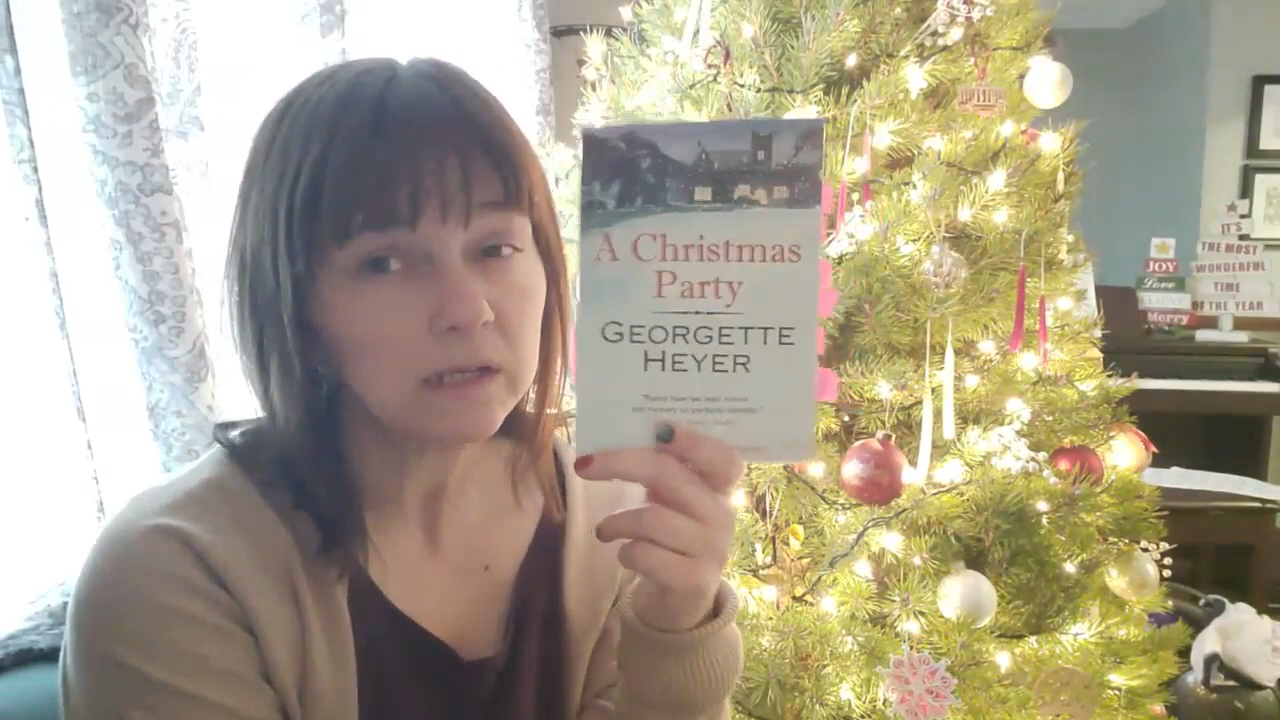 A Christmas
Party
GEORGETTE
HEYER
IT'S
THE MOST
WONDERFUL
TIME
OF THE YEAR
JOY
Love
Merry